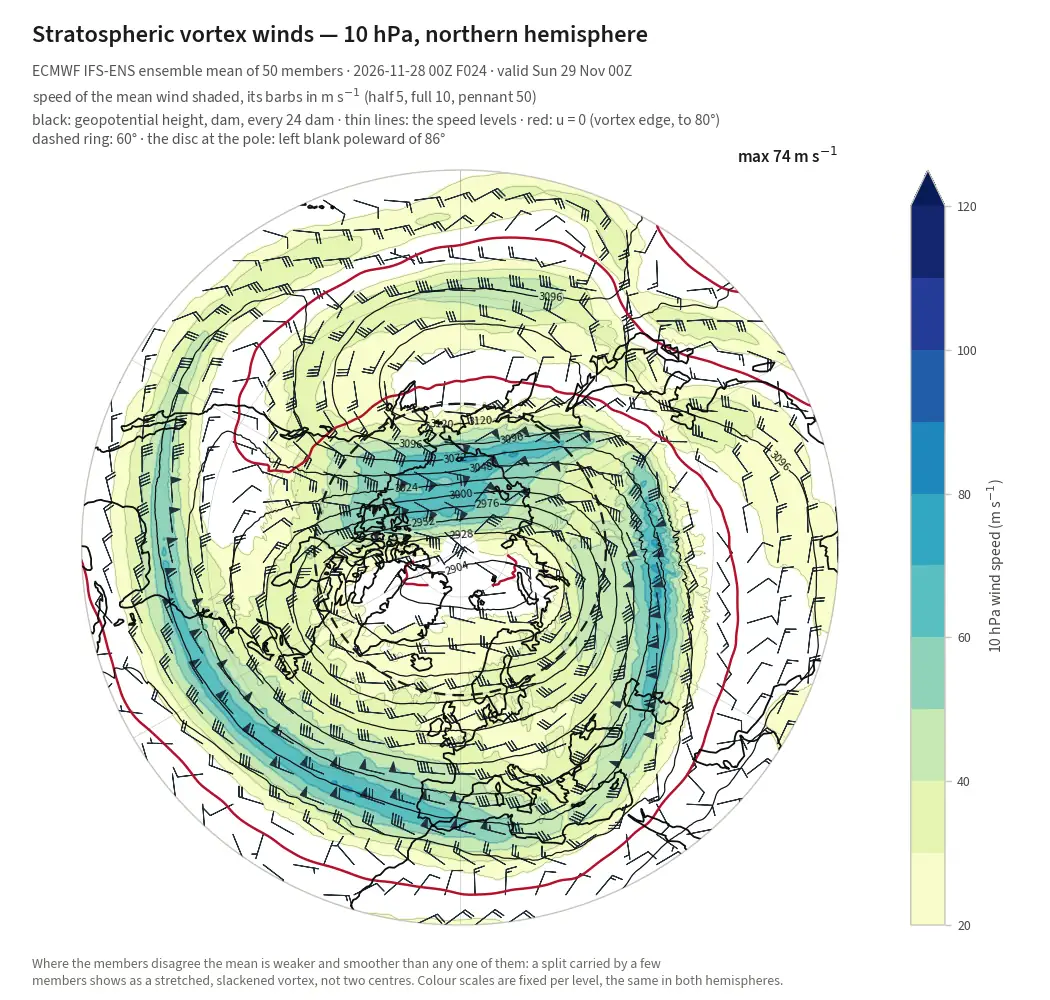 Stratospheric vortex winds — 10 hPa, northern hemisphere
ECMWF IFS-ENS ensemble mean of 50 members · 2026-11-28 00Z F024 · valid Sun 29 Nov 00Z
speed of the mean wind shaded, its barbs in m s⁻¹ (half 5, full 10, pennant 50)
black: geopotential height, dam, every 24 dam · thin lines: the speed levels · red: u = 0 (vortex edge, to 80°)
dashed ring: 60° · the disc at the pole: left blank poleward of 86°
max 74 m s⁻¹
120
100
80
60
40
20
10 hPa wind speed (m s⁻¹)
3096
3120
3096
3090
3048
3024
3000
2976
2952
2928
2904
3096
Where the members disagree the mean is weaker and smoother than any one of them: a split carried by a few
members shows as a stretched, slackened vortex, not two centres. Colour scales are fixed per level, the same in both hemispheres.